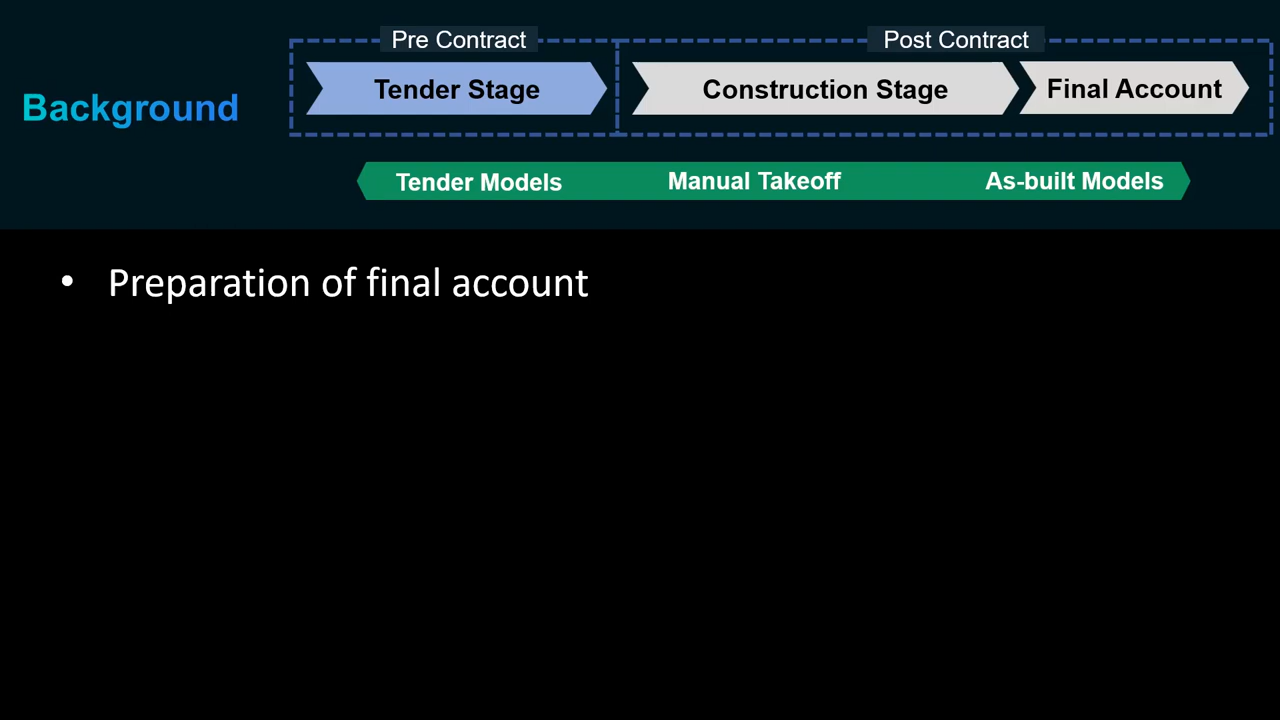 Pre Contract
Post Contract
Background
Tender Stage
Construction Stage
Final Account
Tender Models
Manual Takeoff
As-built Models
• Preparation of final account